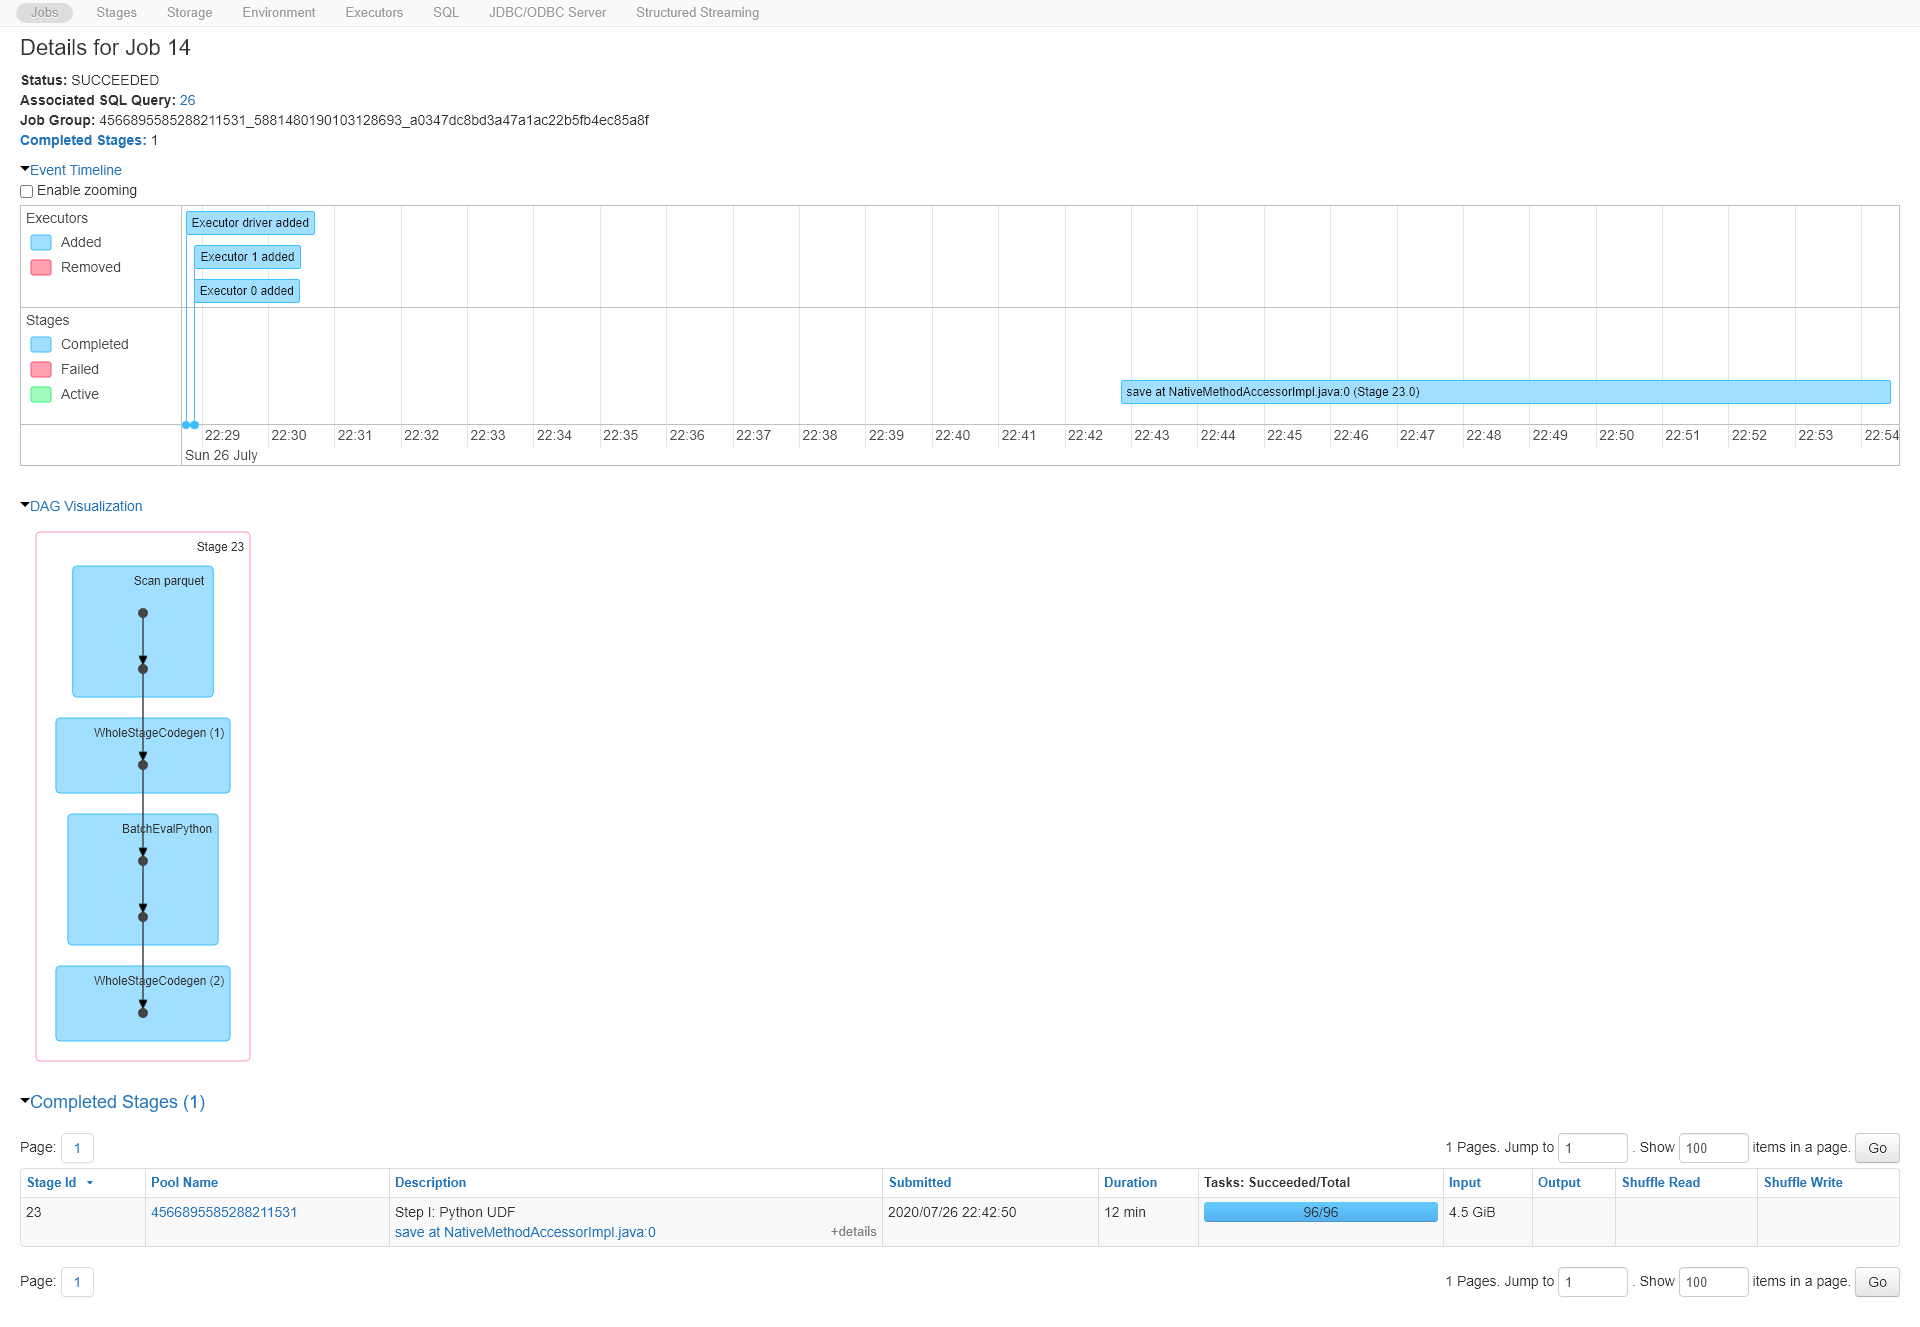 Jobs Stages Storage Environment Executors SQL JDBC/ODBC Server Structured Streaming
Details for Job 14
Status: SUCCEEDED
Associated SQL Query: 26
Job Group: 4566895585288211531_5881480190103128693_a0347dc8bd3a47a1ac22b5fb4ec85a8f
Completed Stages: 1
Event Timeline
Enable zooming
Executors
Added
Removed
Executor driver added
Executor 1 added
Executor 0 added
Stages
Completed
Failed
Active
save at NativeMethodAccessorImpl.java:0 (Stage 23.0)
22:29 22:30 22:31 22:32 22:33 22:34 22:35 22:36 22:37 22:38 22:39 22:40 22:41 22:42 22:43 22:44 22:45 22:46 22:47 22:48 22:49 22:50 22:51 22:52 22:53 22:54
Sun 26 July
DAG Visualization
Stage 23
Scan parquet
WholeStageCodegen (1)
BatchEvalPython
WholeStageCodegen (2)
Completed Stages (1)
Page: 1 1 Pages. Jump to 1 . Show 100 items in a page. Go
Stage Id Pool Name Description Submitted Duration Tasks: Succeeded/Total Input Output Shuffle Read Shuffle Write
23 4566895585288211531 Step I: Python UDF 2020/07/26 22:42:50 12 min 96/96 4.5 GiB
save at NativeMethodAccessorImpl.java:0 +details
Page: 1 1 Pages. Jump to 1 . Show 100 items in a page. Go